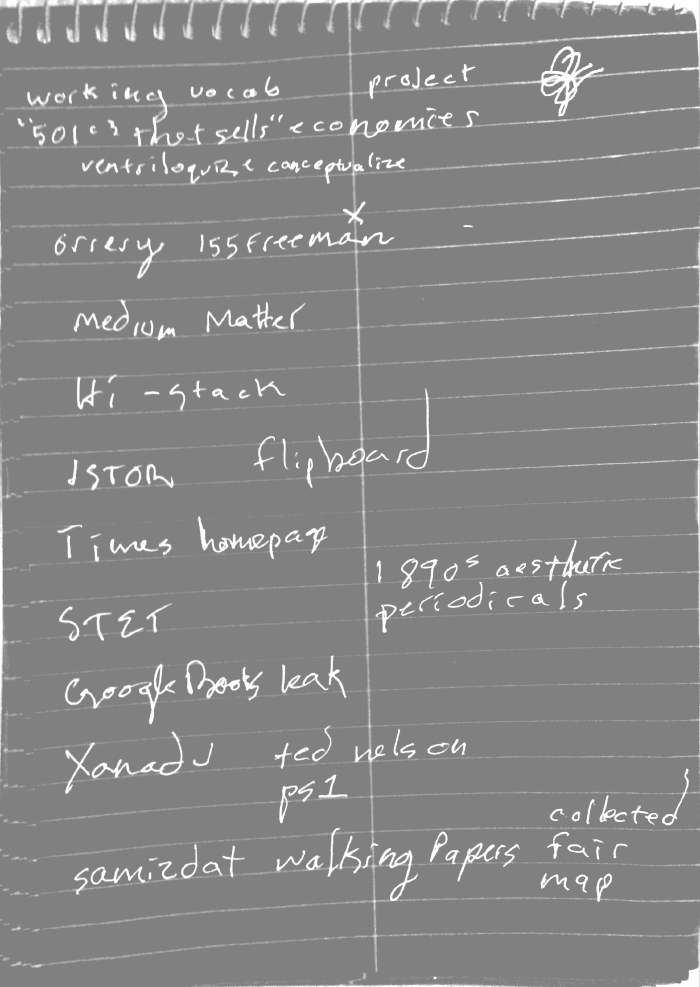 working vocab project
"501c3 that sells" economies
ventriloquize conceptualize
x
orrery 155 Freeman
Medium Matter
Hi-stack
JSTOR flipboard
Times homepage
1890s aesthetic
periodicals
STET
Google Books leak
Xanadu ted nelson
ps1
samizdat walking Papers collected
fair
map